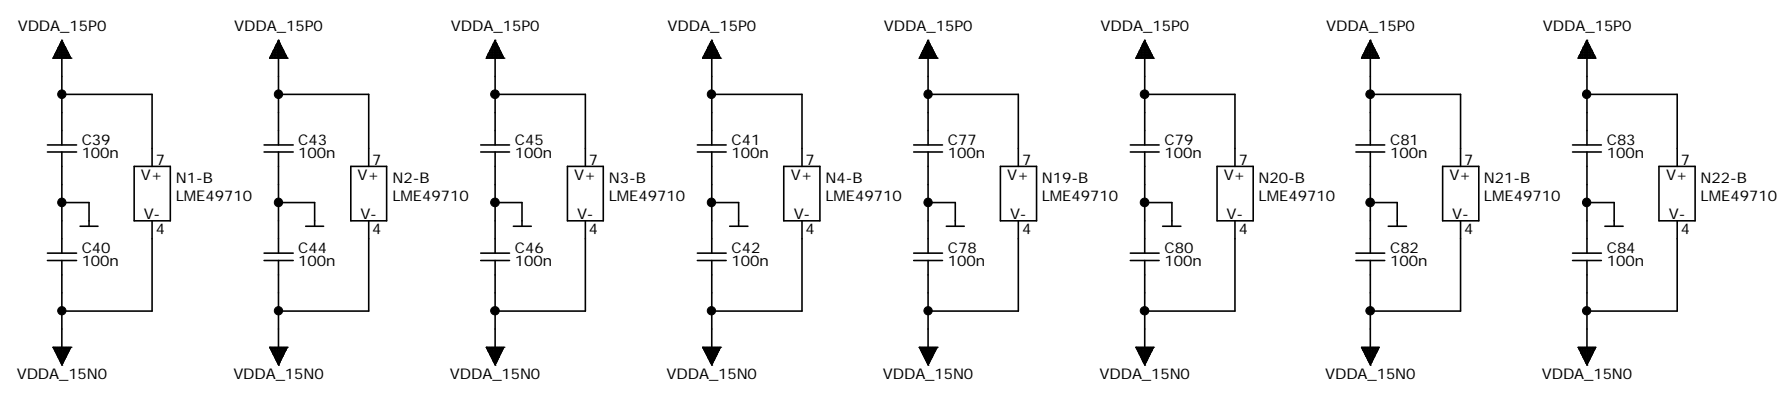 VDDA_15P0 VDDA_15P0 VDDA_15P0 VDDA_15P0 VDDA_15P0 VDDA_15P0 VDDA_15P0 VDDA_15P0
C39 C43 C45 C41 C77 C79 C81 C83
100n 100n 100n 100n 100n 100n 100n 100n
7 7 7 7 7 7 7 7
V+ N1-B V+ N2-B V+ N3-B V+ N4-B V+ N19-B V+ N20-B V+ N21-B V+ N22-B
LME49710 LME49710 LME49710 LME49710 LME49710 LME49710 LME49710 LME49710
V- V- V- V- V- V- V- V-
4 4 4 4 4 4 4 4
C40 C44 C46 C42 C78 C80 C82 C84
100n 100n 100n 100n 100n 100n 100n 100n
VDDA_15N0 VDDA_15N0 VDDA_15N0 VDDA_15N0 VDDA_15N0 VDDA_15N0 VDDA_15N0 VDDA_15N0